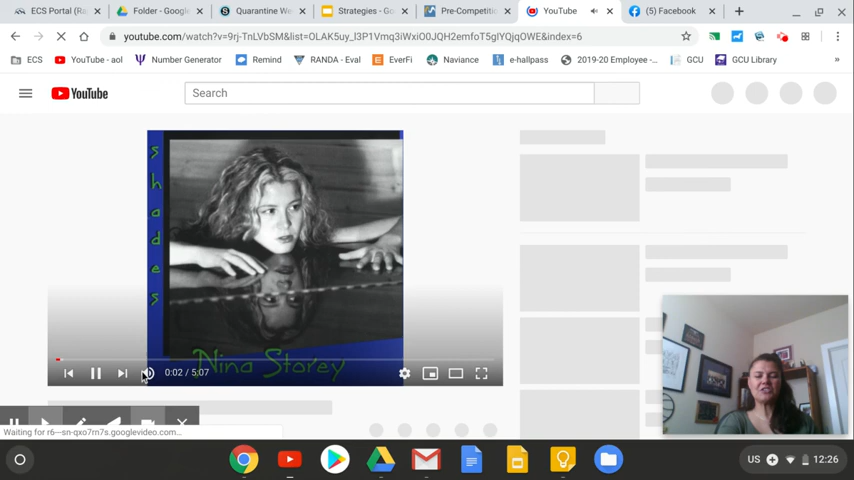 ECS Portal (Ra
Folder - Google
Quarantine We
Strategies - Go
Pre-Competiti
YouTube
(5) Facebook
youtube.com/watch?v=9rj-TnLVbSM&list=OLAK5uy_l3P1Vmq3iWxi00JQH2emfoT5gIYQjqOWE&index=6
ECS
YouTube - aol
Number Generator
Remind
RANDA - Eval
EverFi
Naviance
e-hallpass
2019-20 Employee -...
GCU
GCU Library
»
YouTube
Search
shades
Nina Storey
0:02 / 5:07
Waiting for r6---sn-qxo7rn7s.googlevideo.com...
US
12:26